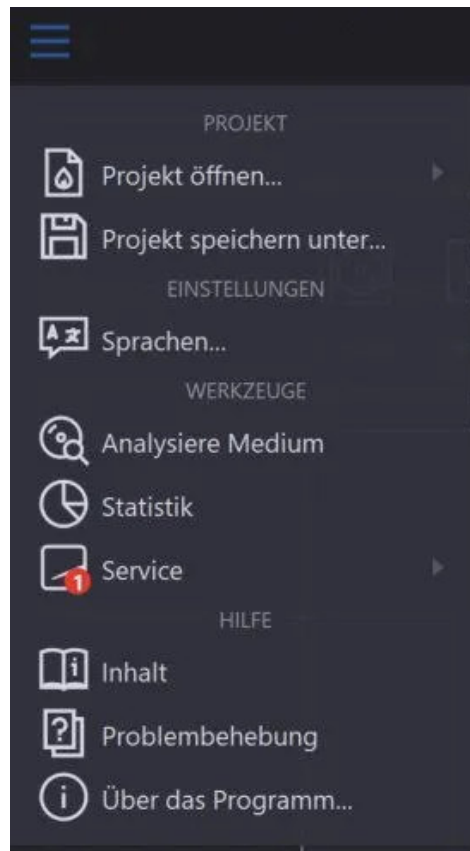 PROJEKT
Projekt öffnen...
Projekt speichern unter...
EINSTELLUNGEN
Sprachen...
WERKZEUGE
Analysiere Medium
Statistik
1
Service
HILFE
Inhalt
Problembehebung
Über das Programm...